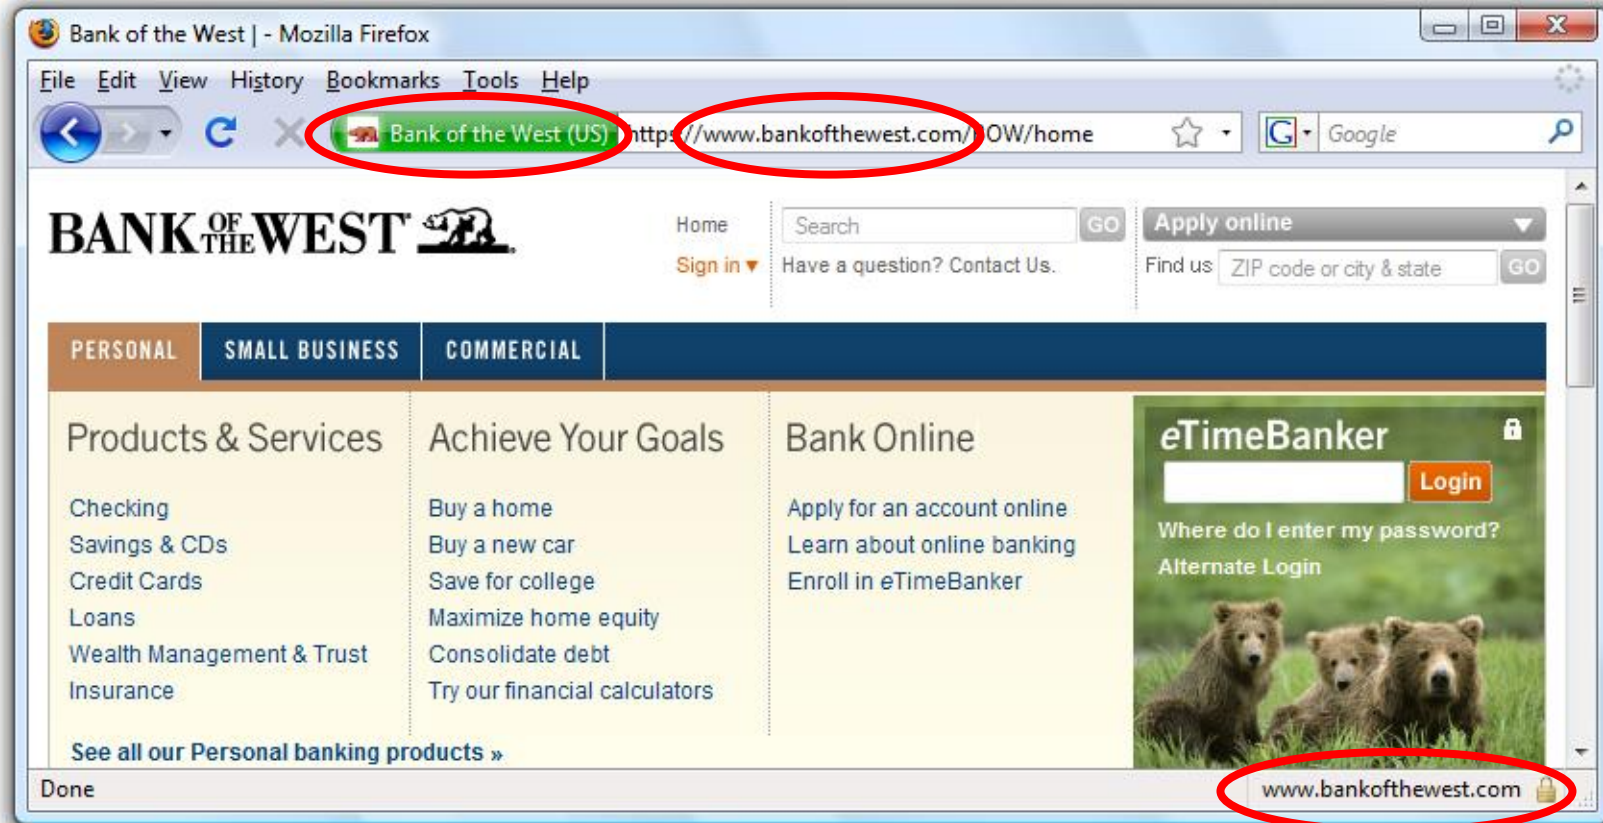 Bank of the West | - Mozilla Firefox
File Edit View History Bookmarks Tools Help
Bank of the West (US) https://www.bankofthewest.com/BOW/home G Google
BANK OF THE WEST
Home Search GO Apply online
Sign in ▼ Have a question? Contact Us. Find us ZIP code or city & state GO
PERSONAL SMALL BUSINESS COMMERCIAL
Products & Services
Checking
Savings & CDs
Credit Cards
Loans
Wealth Management & Trust
Insurance
See all our Personal banking products »
Achieve Your Goals
Buy a home
Buy a new car
Save for college
Maximize home equity
Consolidate debt
Try our financial calculators
Bank Online
Apply for an account online
Learn about online banking
Enroll in eTimeBanker
eTimeBanker
Login
Where do I enter my password?
Alternate Login
Done www.bankofthewest.com